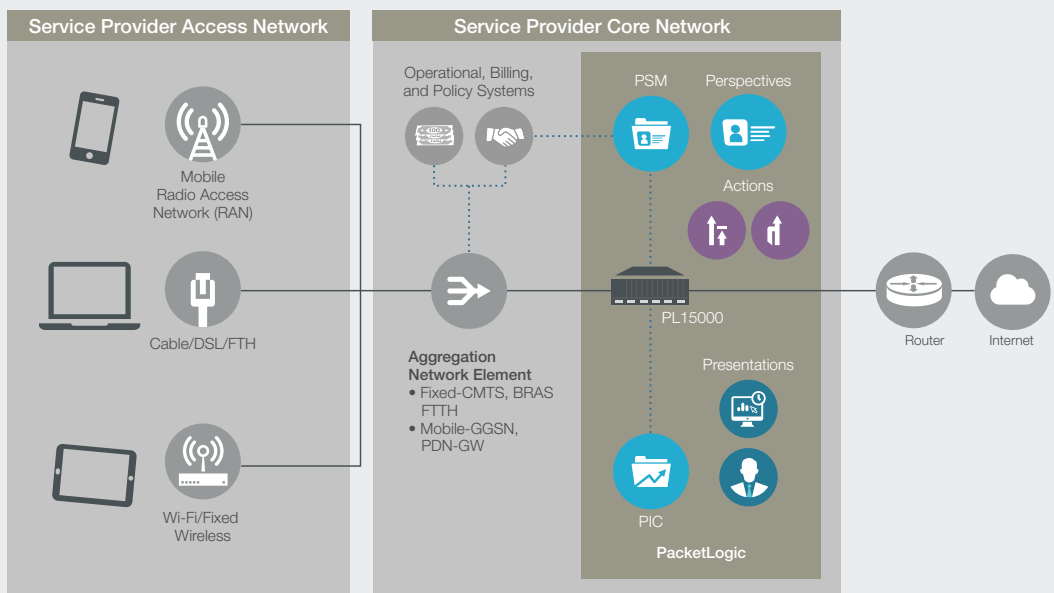 Service Provider Access Network
Mobile
Radio Access
Network (RAN)
Cable/DSL/FTH
Wi-Fi/Fixed
Wireless
Service Provider Core Network
Operational, Billing,
and Policy Systems
100
Aggregation
Network Element
• Fixed-CMTS, BRAS
FTTH
• Mobile-GGSN,
PDN-GW
PSM
Perspectives
Actions
PL15000
Presentations
PIC
PacketLogic
Router
Internet